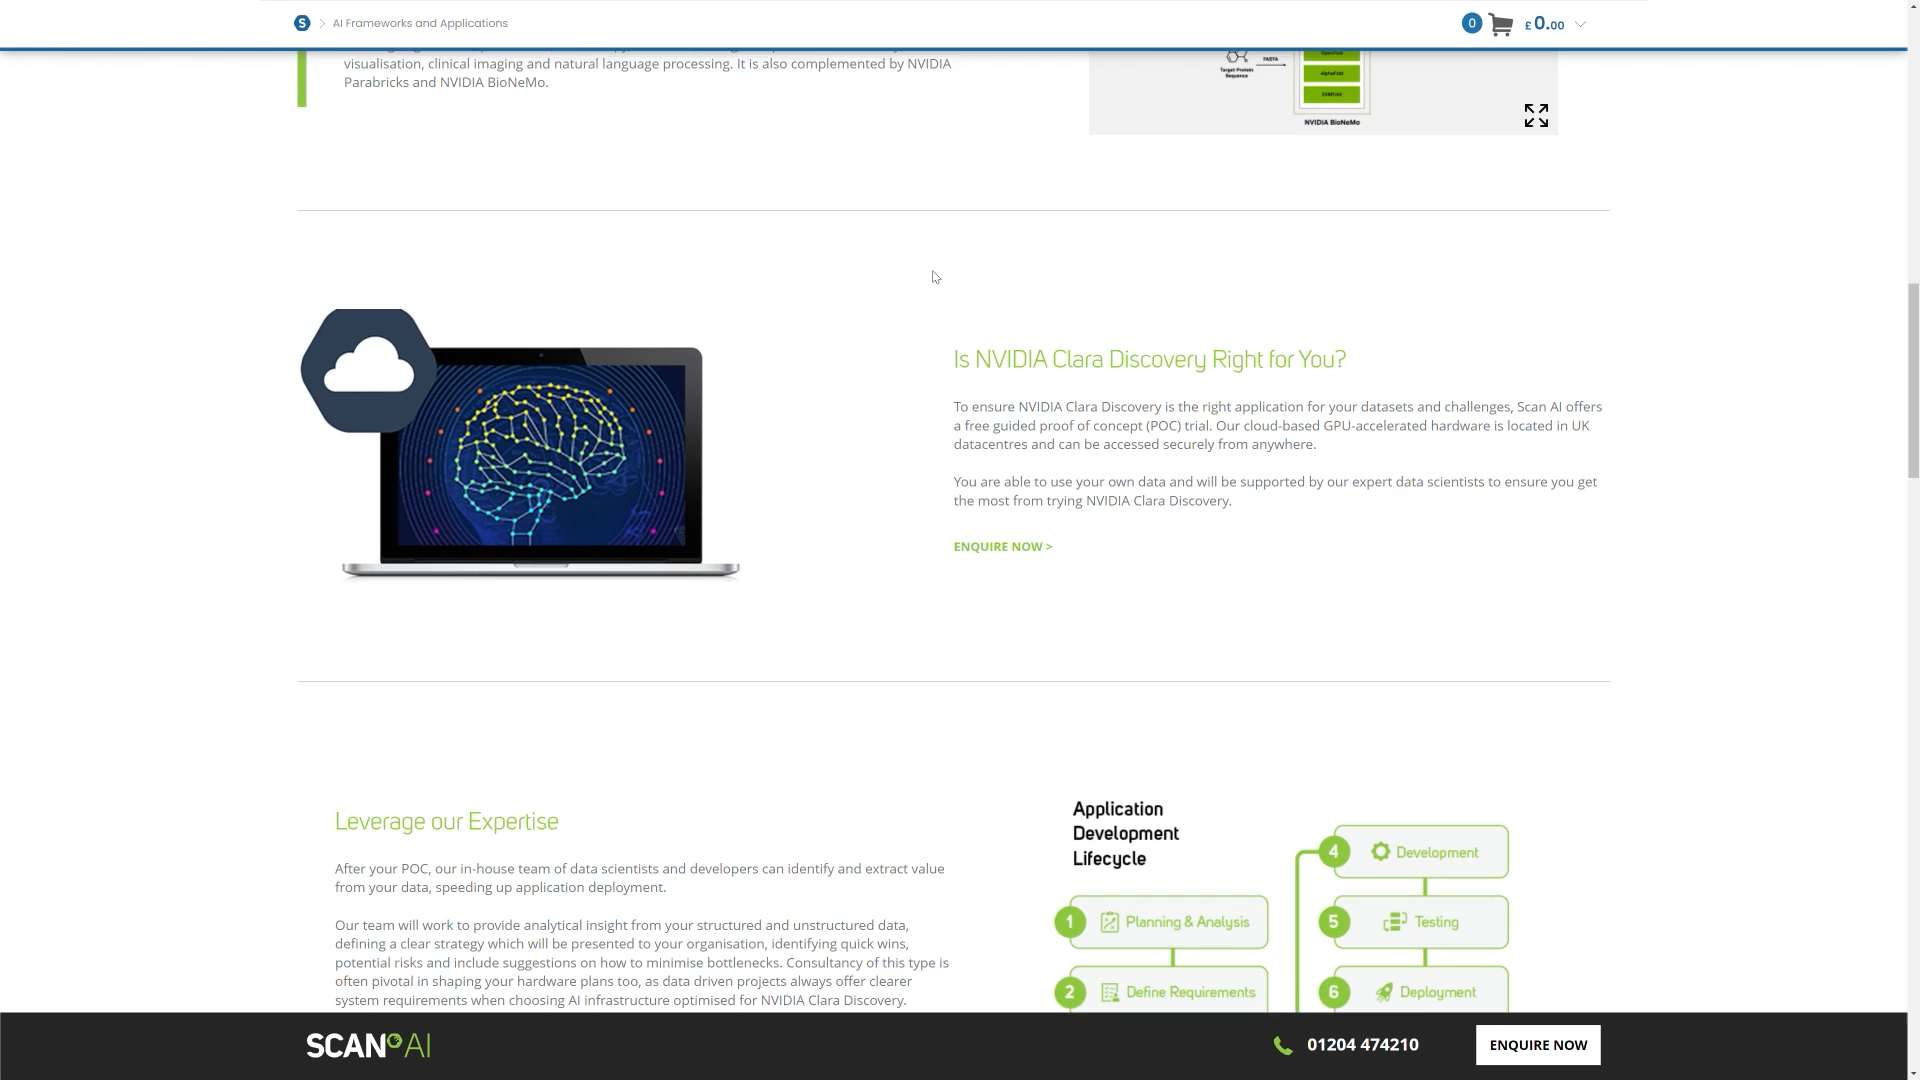 S > AI Frameworks and Applications
0 £ 0.00
visualisation, clinical imaging and natural language processing. It is also complemented by NVIDIA
Parabricks and NVIDIA BioNeMo.
Target Protein
Sequence
FASTA
OpenFold
AlphaFold
ESMFold
NVIDIA BioNeMo
Is NVIDIA Clara Discovery Right for You?
To ensure NVIDIA Clara Discovery is the right application for your datasets and challenges, Scan AI offers
a free guided proof of concept (POC) trial. Our cloud-based GPU-accelerated hardware is located in UK
datacentres and can be accessed securely from anywhere.
You are able to use your own data and will be supported by our expert data scientists to ensure you get
the most from trying NVIDIA Clara Discovery.
ENQUIRE NOW >
Leverage our Expertise
After your POC, our in-house team of data scientists and developers can identify and extract value
from your data, speeding up application deployment.
Our team will work to provide analytical insight from your structured and unstructured data,
defining a clear strategy which will be presented to your organisation, identifying quick wins,
potential risks and include suggestions on how to minimise bottlenecks. Consultancy of this type is
often pivotal in shaping your hardware plans too, as data driven projects always offer clearer
system requirements when choosing AI infrastructure optimised for NVIDIA Clara Discovery.
Application
Development
Lifecycle
1 Planning & Analysis
2 Define Requirements
4 Development
5 Testing
6 Deployment
SCAN AI
01204 474210
ENQUIRE NOW